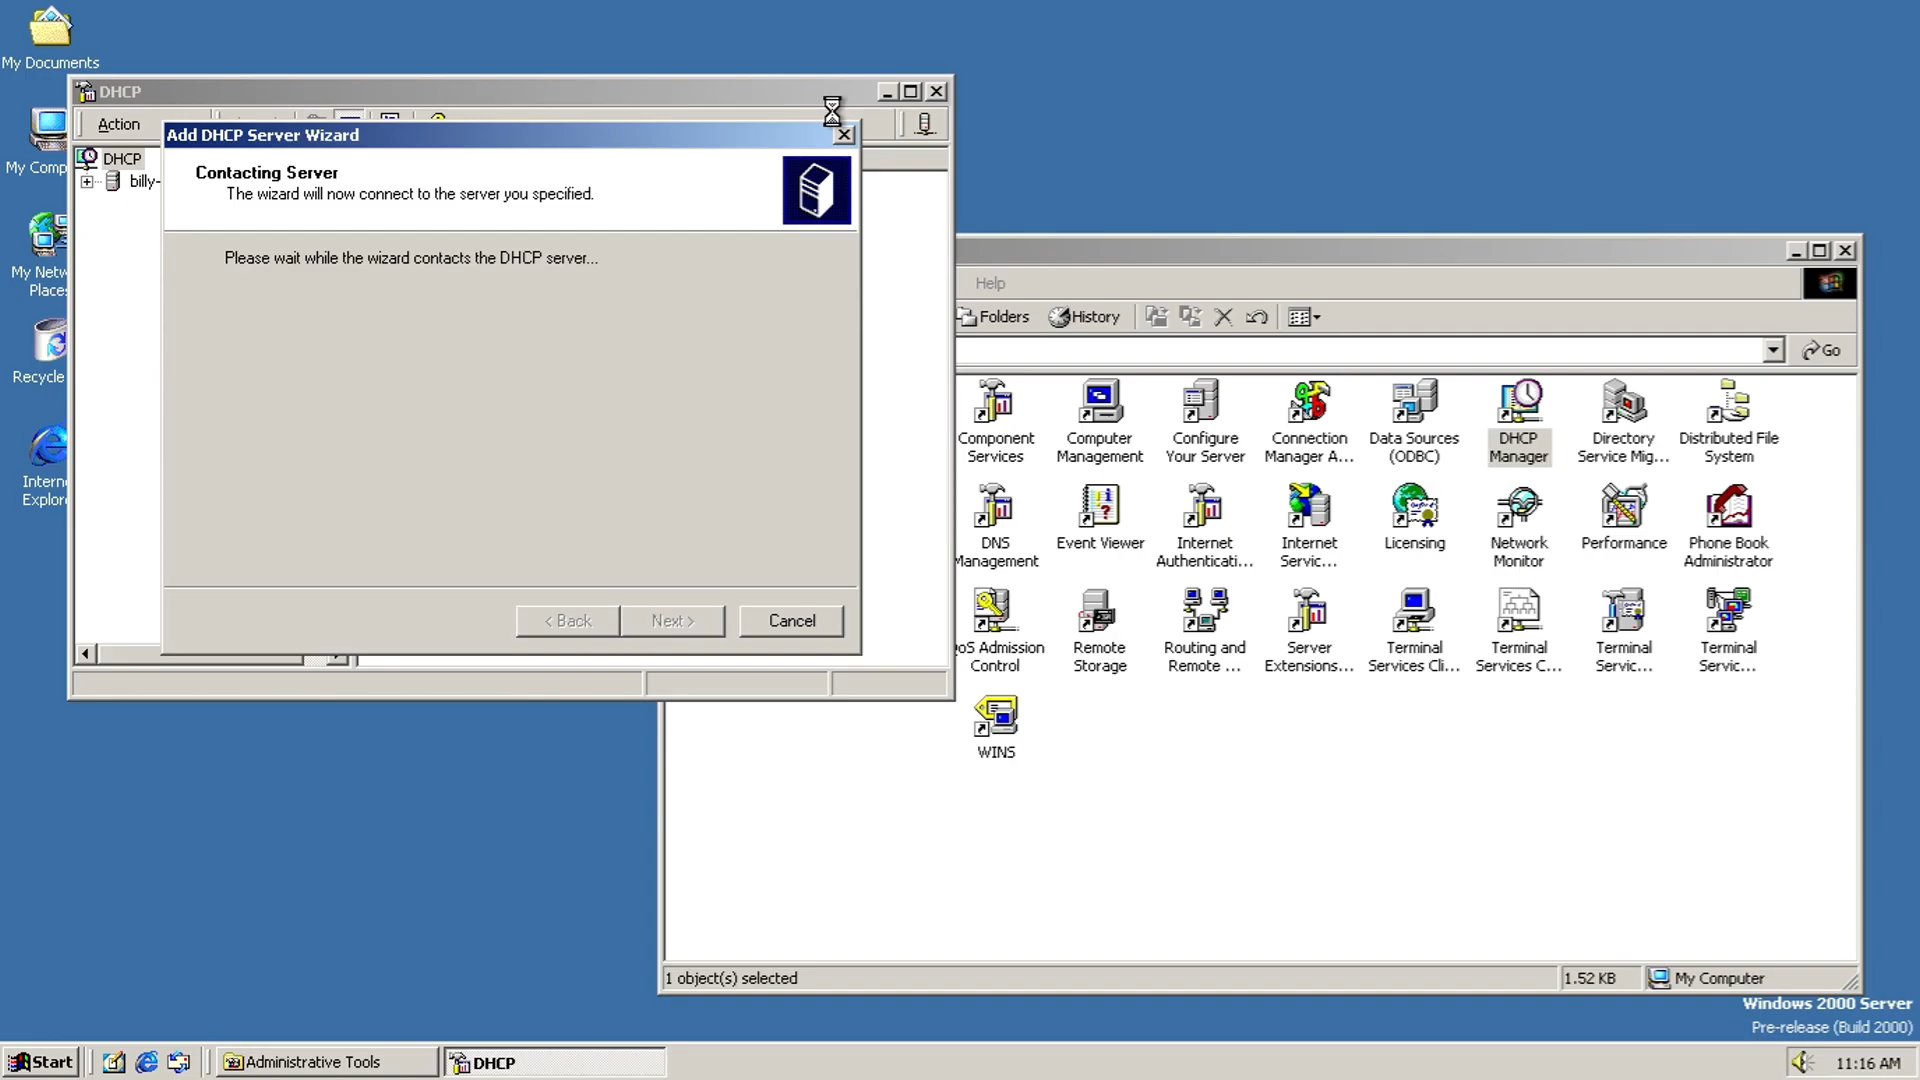 My Documents
DHCP
Action
Add DHCP Server Wizard
Contacting Server
The wizard will now connect to the server you specified.
Please wait while the wizard contacts the DHCP server...
< Back
Next >
Cancel
DHCP
billy-
My Comp
My Netw
Places
Recycle
Intern
Explor
Help
Folders
History
Go
Component
Services
Computer
Management
Configure
Your Server
Connection
Manager A...
Data Sources
(ODBC)
DHCP
Manager
Directory
Service Mig...
Distributed File
System
DNS
Management
Event Viewer
Internet
Authenticati...
Internet
Servic...
Licensing
Network
Monitor
Performance
Phone Book
Administrator
QoS Admission
Control
Remote
Storage
Routing and
Remote ...
Server
Extensions...
Terminal
Services Cli...
Terminal
Services C...
Terminal
Servic...
Terminal
Servic...
WINS
1 object(s) selected
1.52 KB
My Computer
Windows 2000 Server
Pre-release (Build 2000)
Start
Administrative Tools
DHCP
11:16 AM